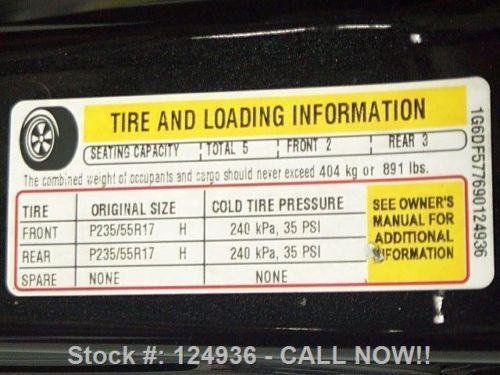 TIRE AND LOADING INFORMATION
SEATING CAPACITY TOTAL 5 FRONT 2 REAR 3
The combined weight of occupants and cargo should never exceed 404 kg or 891 lbs.
TIRE ORIGINAL SIZE COLD TIRE PRESSURE
FRONT P235/55R17 H 240 kPa, 35 PSI
REAR P235/55R17 H 240 kPa, 35 PSI
SPARE NONE NONE
SEE OWNER'S
MANUAL FOR
ADDITIONAL
INFORMATION
1G6DF577690124936
Stock #: 124936 - CALL NOW!!